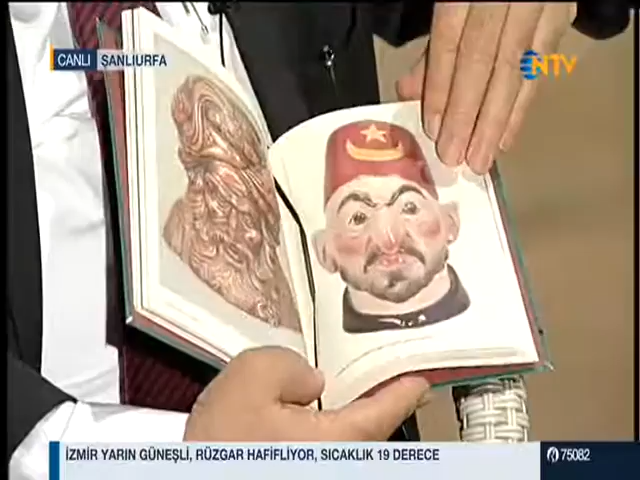 CANLI ŞANLIURFA
NTV
İZMİR YARIN GÜNEŞLİ, RÜZGAR HAFİFLİYOR, SICAKLIK 19 DERECE
75082